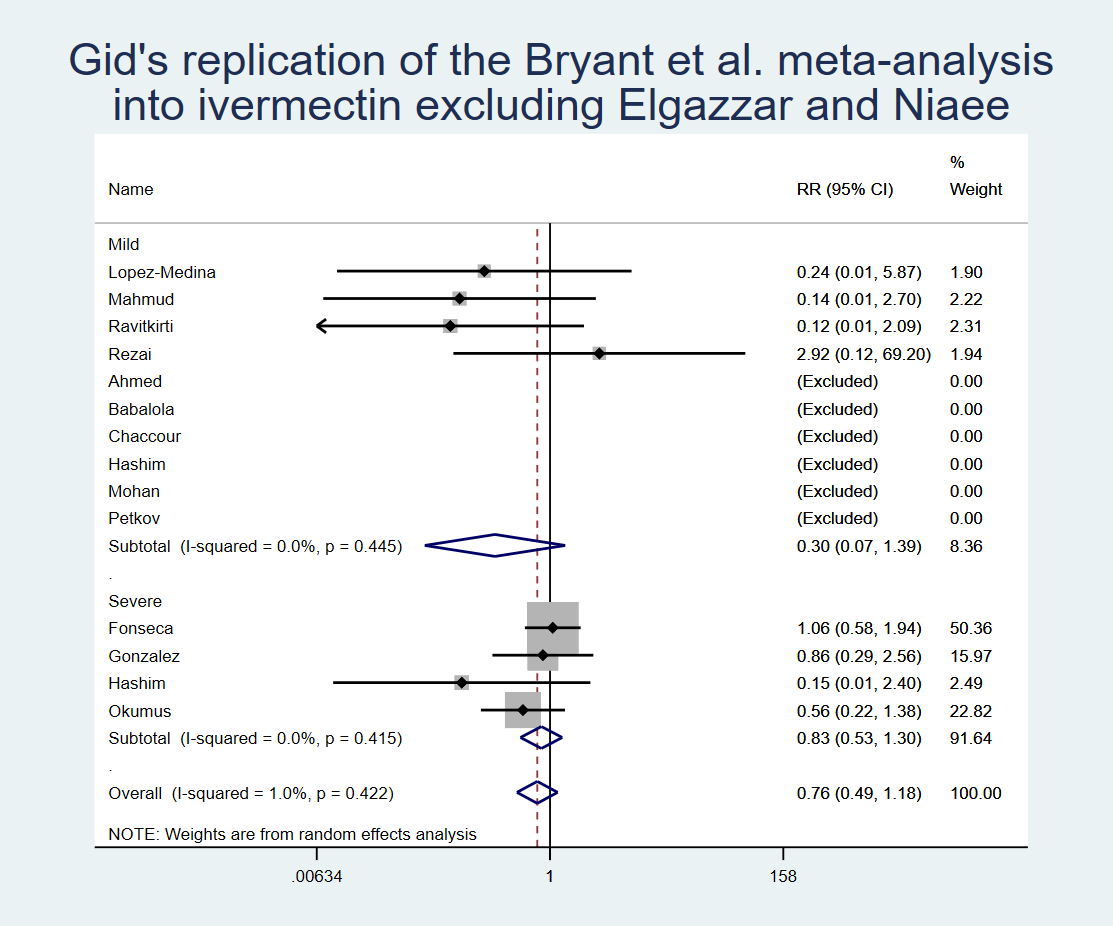 Gid's replication of the Bryant et al. meta-analysis
into ivermectin excluding Elgazzar and Niaee
%
Name RR (95% CI) Weight
Mild
Lopez-Medina 0.24 (0.01, 5.87) 1.90
Mahmud 0.14 (0.01, 2.70) 2.22
Ravitkirti 0.12 (0.01, 2.09) 2.31
Rezai 2.92 (0.12, 69.20) 1.94
Ahmed (Excluded) 0.00
Babalola (Excluded) 0.00
Chaccour (Excluded) 0.00
Hashim (Excluded) 0.00
Mohan (Excluded) 0.00
Petkov (Excluded) 0.00
Subtotal (I-squared = 0.0%, p = 0.445) 0.30 (0.07, 1.39) 8.36
.
Severe
Fonseca 1.06 (0.58, 1.94) 50.36
Gonzalez 0.86 (0.29, 2.56) 15.97
Hashim 0.15 (0.01, 2.40) 2.49
Okumus 0.56 (0.22, 1.38) 22.82
Subtotal (I-squared = 0.0%, p = 0.415) 0.83 (0.53, 1.30) 91.64
.
Overall (I-squared = 1.0%, p = 0.422) 0.76 (0.49, 1.18) 100.00
NOTE: Weights are from random effects analysis
.00634 1 158